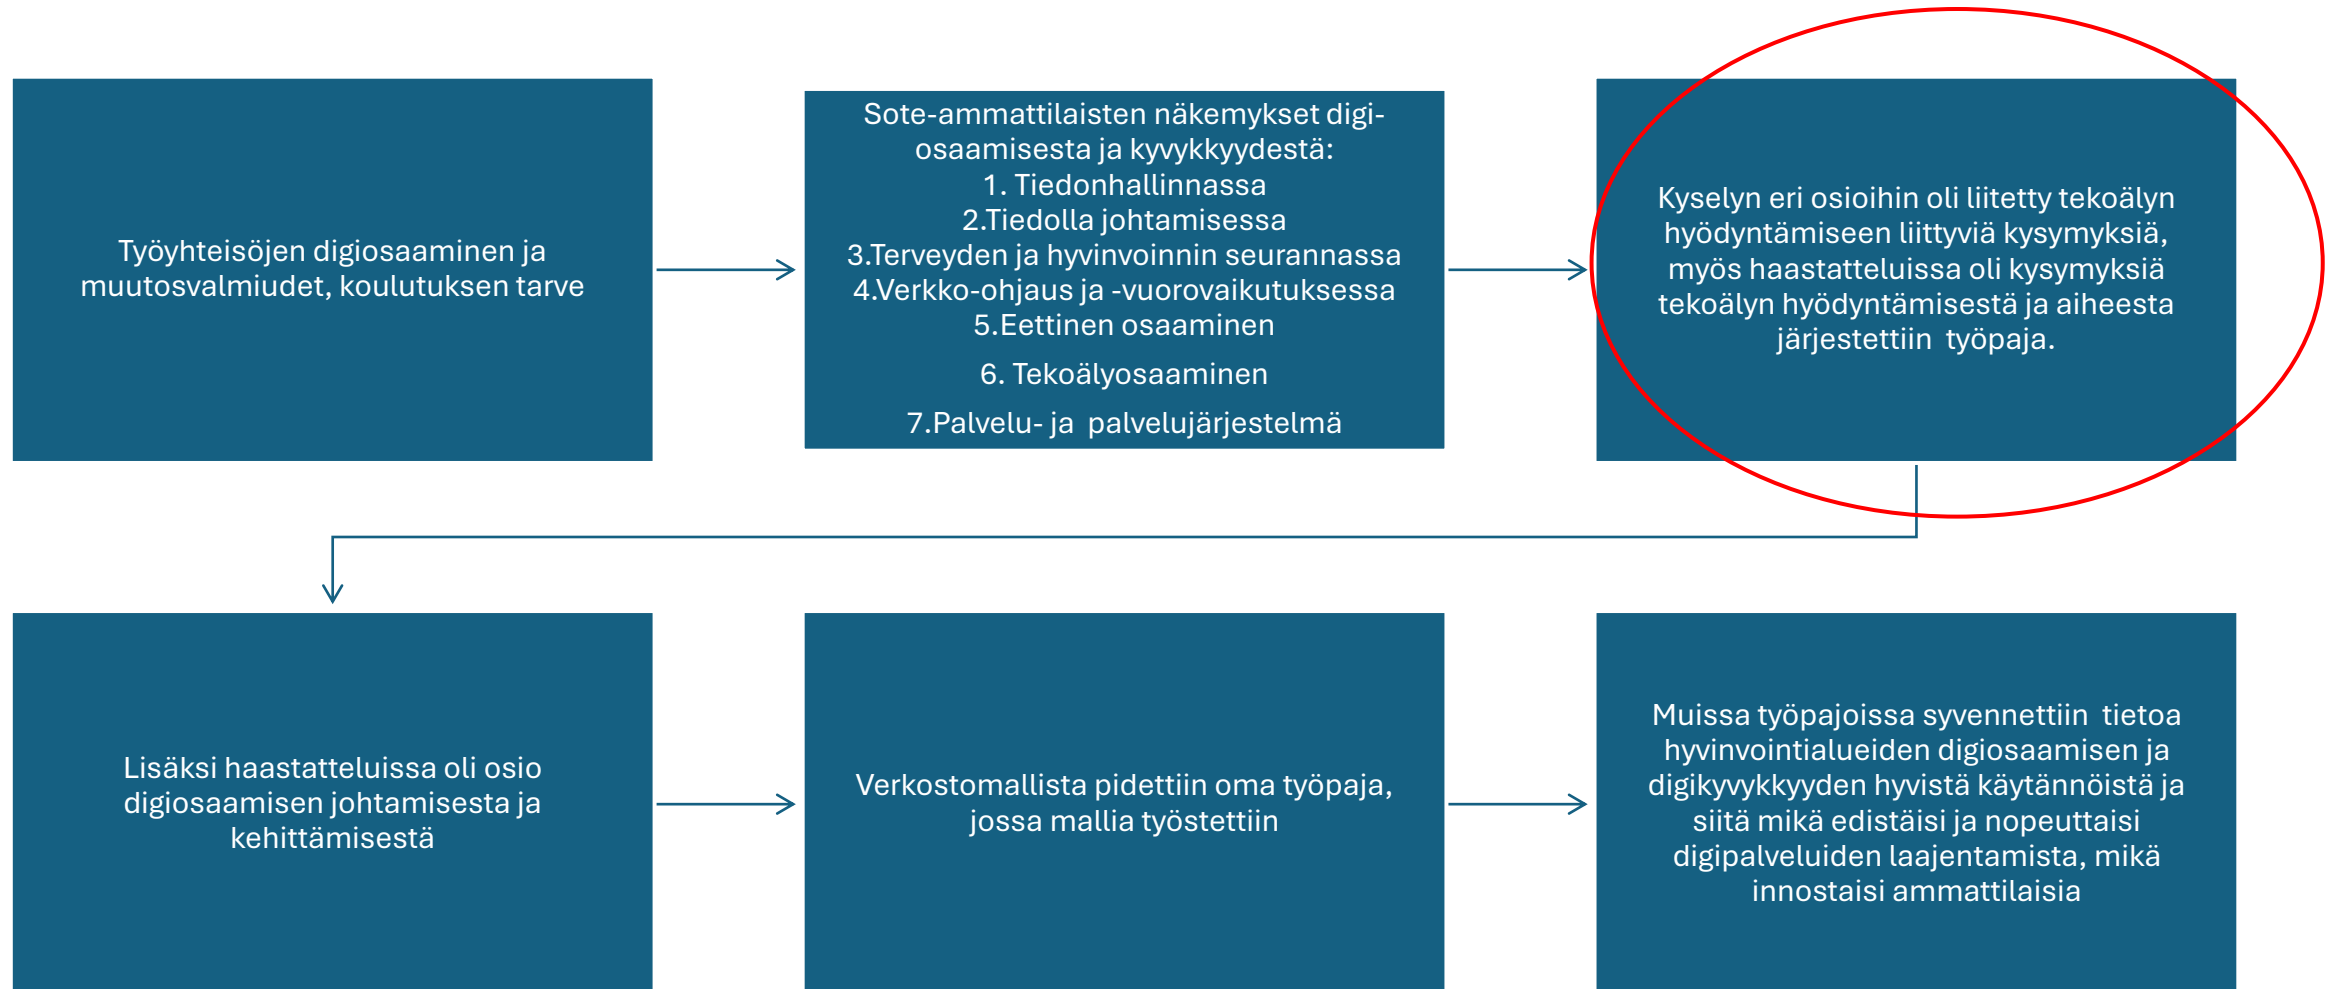 Työyhteisöjen digiosaaminen ja
muutosvalmiudet, koulutuksen tarve
Sote-ammattilaisten näkemykset digi-
osaamisesta ja kyvykkyydestä:
1. Tiedonhallinnassa
2.Tiedolla johtamisessa
3.Terveyden ja hyvinvoinnin seurannassa
4.Verkko-ohjaus ja -vuorovaikutuksessa
5.Eettinen osaaminen
6. Tekoälyosaaminen
7.Palvelu- ja palvelujärjestelmä
Kyselyn eri osioihin oli liitetty tekoälyn
hyödyntämiseen liittyviä kysymyksiä,
myös haastatteluissa oli kysymyksiä
tekoälyn hyödyntämisestä ja aiheesta
järjestettiin työpaja.
Lisäksi haastatteluissa oli osio
digiosaamisen johtamisesta ja
kehittämisestä
Verkostomallista pidettiin oma työpaja,
jossa mallia työstettiin
Muissa työpajoissa syvennettiin tietoa
hyvinvointialueiden digiosaamisen ja
digikyvykkyyden hyvistä käytännöistä ja
siitä mikä edistäisi ja nopeuttaisi
digipalveluiden laajentamista, mikä
innostaisi ammattilaisia